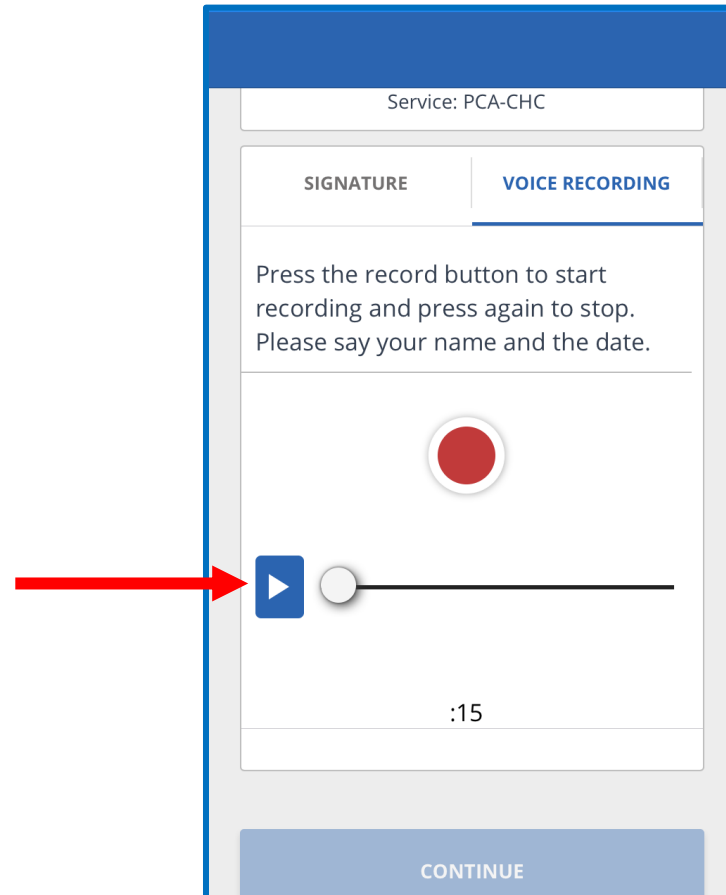 Service: PCA-CHC
SIGNATURE VOICE RECORDING
Press the record button to start
recording and press again to stop.
Please say your name and the date.
:15
CONTINUE